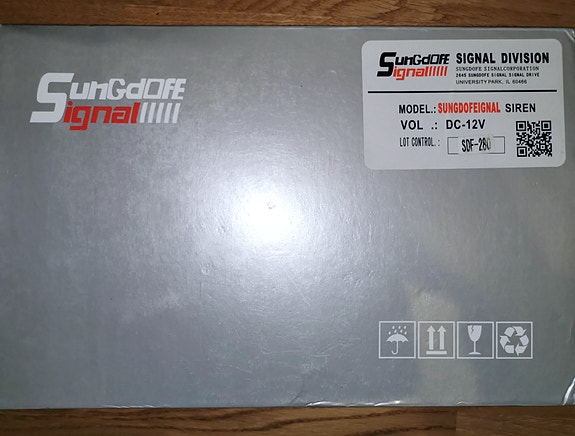 SunGdOFE
Signal
SunGdOFE
Signal
SIGNAL DIVISION
SUNGDOFE SIGNALCORPORATION
2645 SUNGDOFE SIGNAL SIGNAL DRIVE
UNIVERSITY PARK, IL 60466
MODEL.: SUNGDOFEIGNAL SIREN
VOL .: DC-12V
LOT CONTROL. : SDF-280